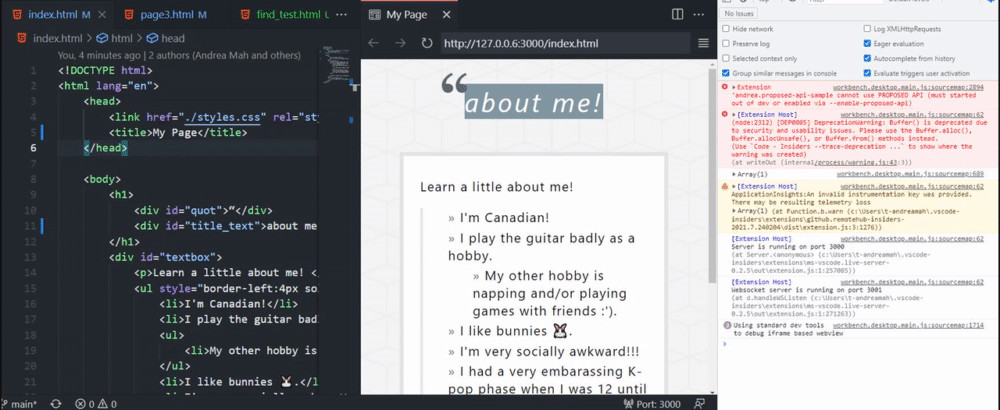 index.html M
page3.html M
find_test.html U
index.html > html > head
You, 4 minutes ago | 2 authors (Andrea Mah and others)
1 <!DOCTYPE html>
2 <html lang="en">
3 <head>
4 <link href="./styles.css" rel="sty
5 <title>My Page</title>
6 </head>
7
8 <body>
9 <h1>
10 <div id="quot">“</div>
11 <div id="title_text">about me
12 </h1>
13 <div id="textbox">
14 <p>Learn a little about me! <
15 <ul style="border-left:4px so
16 <li>I'm Canadian!</li>
17 <li>I play the guitar bad
18 <ul>
19 <li>My other hobby is
20 </ul>
21 <li>I like bunnies 🐰.</l
main*
0 0
Port: 3000
My Page
http://127.0.0.6:3000/index.html
“
about me!
Learn a little about me!
» I'm Canadian!
» I play the guitar badly as a
hobby.
» My other hobby is
napping and/or playing
games with friends :').
» I like bunnies 🐰.
» I'm very socially awkward!!!
» I had a very embarassing K-
pop phase when I was 12 until
top
Filter
No Issues
Hide network
Log XMLHttpRequests
Preserve log
Eager evaluation
Selected context only
Autocomplete from history
Group similar messages in console
Evaluate triggers user activation
Extension workbench.desktop.main.js:sourcemap:2894
'andrea.proposed-api-sample cannot use PROPOSED API (must started
out of dev or enabled via --enable-proposed-api)
[Extension Host] workbench.desktop.main.js:sourcemap:62
(node:2312) [DEP0005] DeprecationWarning: Buffer() is deprecated
due to security and usability issues. Please use the Buffer.alloc(),
Buffer.allocUnsafe(), or Buffer.from() methods instead.
(Use `Code - Insiders --trace-deprecation ...` to show where the
warning was created)
(at writeOut (internal/process/warning.js:43:3))
Array(1) workbench.desktop.main.js:sourcemap:689
[Extension Host] workbench.desktop.main.js:sourcemap:62
ApplicationInsights:An invalid instrumentation key was provided.
There may be resulting telemetry loss
Array(1) (at Function.b.warn (c:\Users\t-andreamah\.vscode-
insiders\extensions\github.remotehub-insiders-
2021.7.240204\dist\extension.js:3:1276))
[Extension Host] workbench.desktop.main.js:sourcemap:62
Server is running on port 3000
(at Server.<anonymous> (c:\Users\t-andreamah\.vscode-
insiders\extensions\ms-vscode.live-server-
0.2.5\out\extension.js:1:257085))
[Extension Host] workbench.desktop.main.js:sourcemap:62
Websocket server is running on port 3001
(at d.handleWSListen (c:\Users\t-andreamah\.vscode-
insiders\extensions\ms-vscode.live-server-
0.2.5\out\extension.js:1:271263))
2 Using standard dev tools workbench.desktop.main.js:sourcemap:1714
to debug iframe based webview